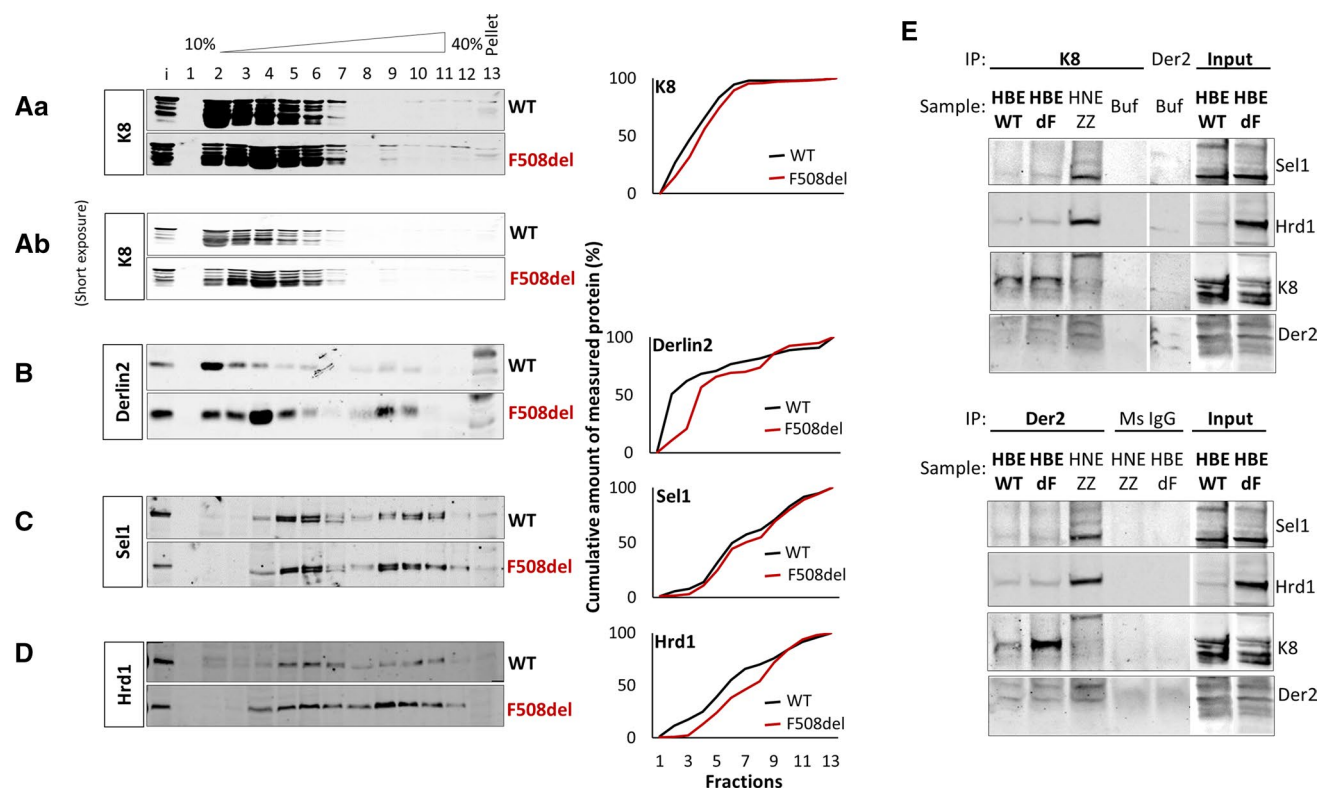 10%
40%
Pellet
i 1 2 3 4 5 6 7 8 9 10 11 12 13
Aa
K8
WT
F508del
Ab
(Short exposure)
K8
WT
F508del
B
Derlin2
WT
F508del
C
Sel1
WT
F508del
D
Hrd1
WT
F508del
Cumulative amount of measured protein (%)
K8
100
50
0
WT
F508del
Derlin2
100
50
0
WT
F508del
Sel1
100
50
0
WT
F508del
Hrd1
100
50
0
WT
F508del
1 3 5 7 9 11 13
Fractions
E
IP: K8 Der2 Input
Sample: HBE HBE HNE Buf Buf HBE HBE
WT dF ZZ WT dF
Sel1
Hrd1
K8
Der2
IP: Der2 Ms IgG Input
Sample: HBE HBE HNE HNE HBE HBE HBE
WT dF ZZ ZZ dF WT dF
Sel1
Hrd1
K8
Der2